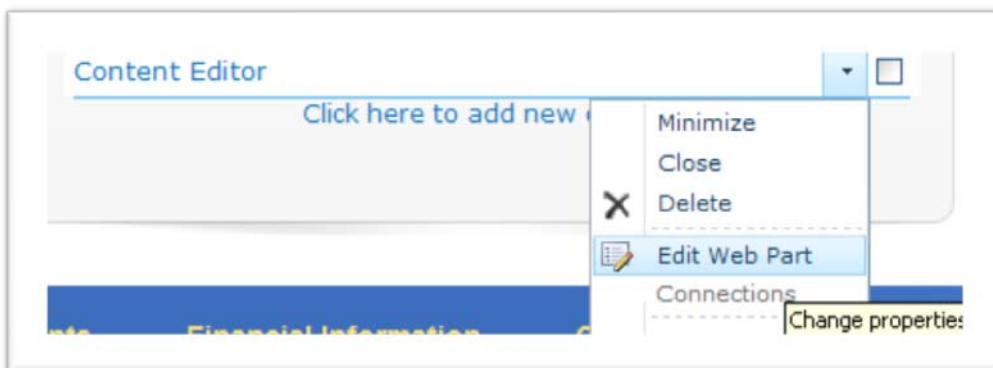 Content Editor
Click here to add new
Minimize
Close
Delete
Edit Web Part
Connections
Change properties
Financial Information